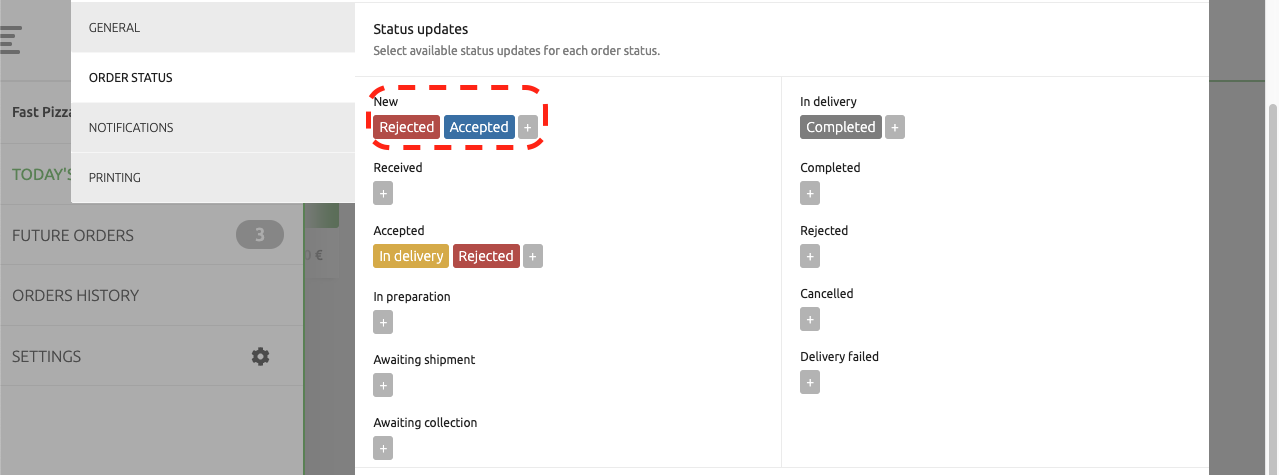 GENERAL
ORDER STATUS
NOTIFICATIONS
PRINTING
Fast Pizza
TODAY'S
FUTURE ORDERS 3
ORDERS HISTORY
SETTINGS
€
Status updates
Select available status updates for each order status.
New
Rejected Accepted +
Received
+
Accepted
In delivery Rejected +
In preparation
+
Awaiting shipment
+
Awaiting collection
+
In delivery
Completed +
Completed
+
Rejected
+
Cancelled
+
Delivery failed
+